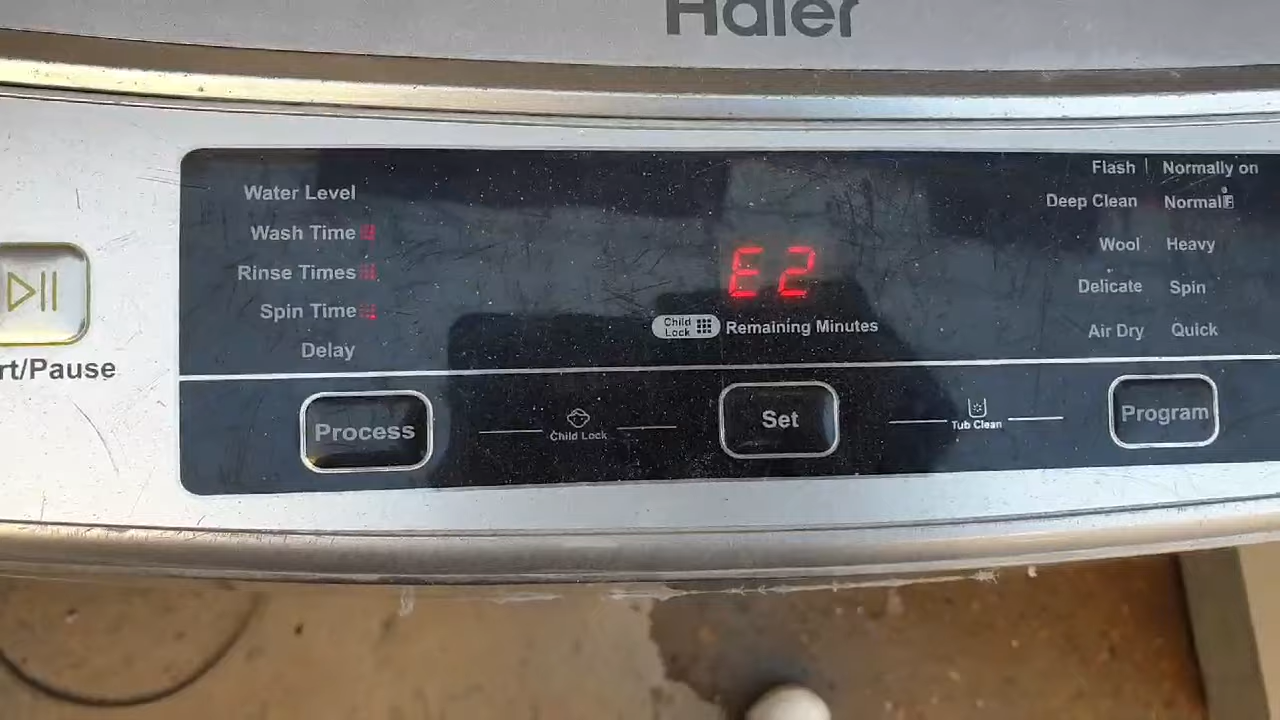 Haier
Flash | Normally on
Water Level
Deep Clean Normal
Wash Time
Wool Heavy
E2
Rinse Times
Delicate Spin
Spin Time
Child Lock Remaining Minutes
Air Dry Quick
Delay
rt/Pause
Process
Child Lock
Set
Tub Clean
Program